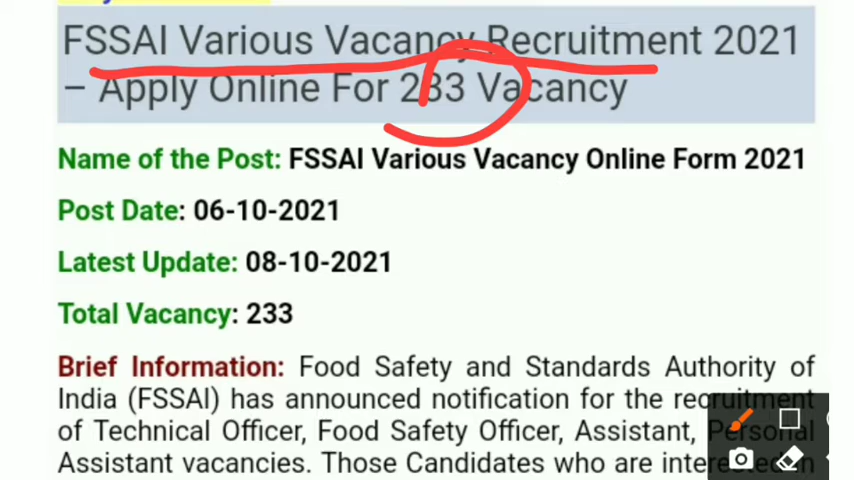 FSSAI Various Vacancy Recruitment 2021
– Apply Online For 233 Vacancy
Name of the Post: FSSAI Various Vacancy Online Form 2021
Post Date: 06-10-2021
Latest Update: 08-10-2021
Total Vacancy: 233
Brief Information: Food Safety and Standards Authority of
India (FSSAI) has announced notification for the recruitment
of Technical Officer, Food Safety Officer, Assistant, Personal
Assistant vacancies. Those Candidates who are interested in